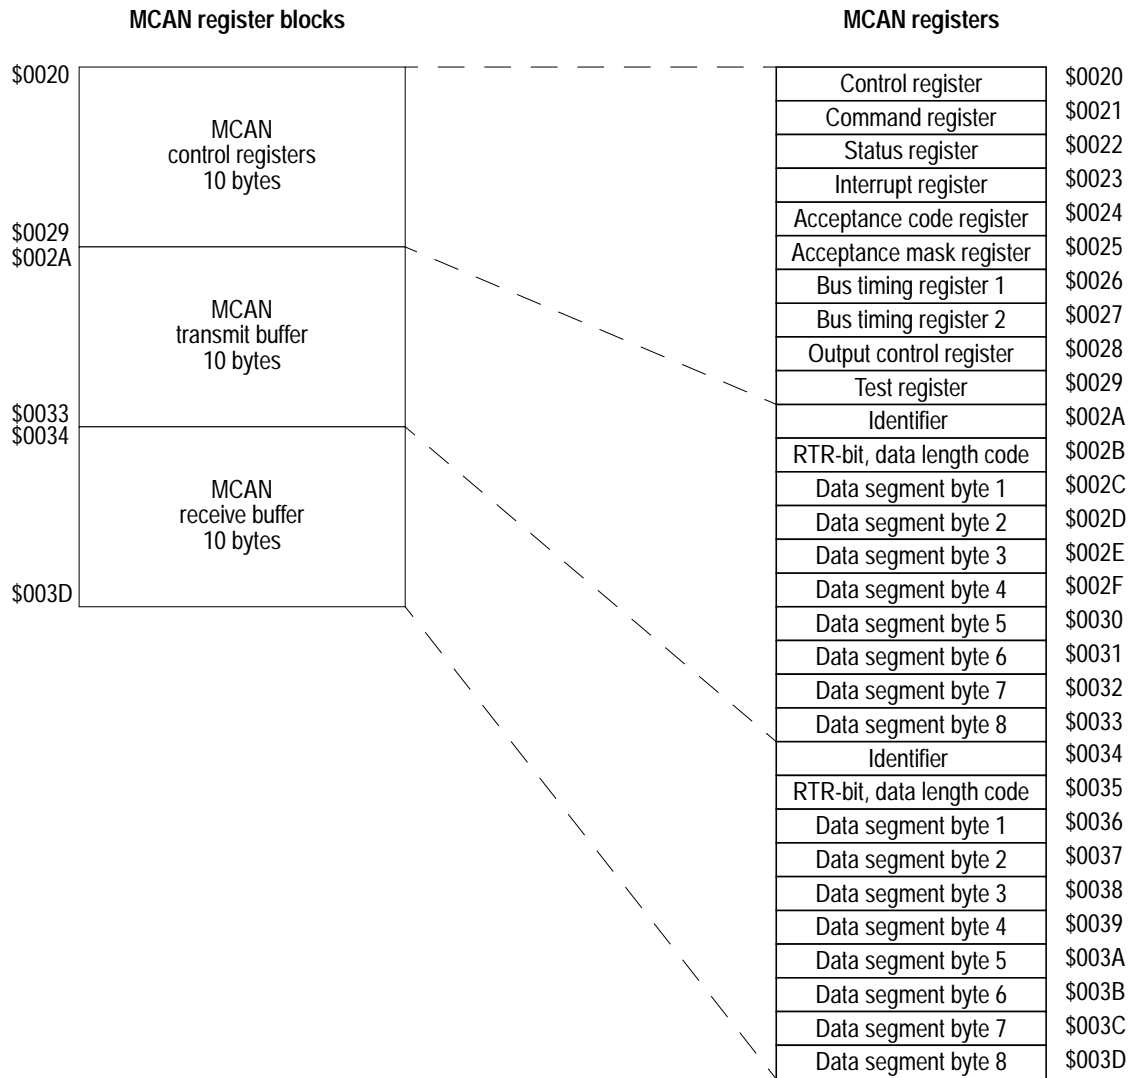 MCAN register blocks
$0020
MCAN
control registers
10 bytes
$0029
$002A
MCAN
transmit buffer
10 bytes
$0033
$0034
MCAN
receive buffer
10 bytes
$003D
MCAN registers
Control register $0020
Command register $0021
Status register $0022
Interrupt register $0023
Acceptance code register $0024
Acceptance mask register $0025
Bus timing register 1 $0026
Bus timing register 2 $0027
Output control register $0028
Test register $0029
Identifier $002A
RTR-bit, data length code $002B
Data segment byte 1 $002C
Data segment byte 2 $002D
Data segment byte 3 $002E
Data segment byte 4 $002F
Data segment byte 5 $0030
Data segment byte 6 $0031
Data segment byte 7 $0032
Data segment byte 8 $0033
Identifier $0034
RTR-bit, data length code $0035
Data segment byte 1 $0036
Data segment byte 2 $0037
Data segment byte 3 $0038
Data segment byte 4 $0039
Data segment byte 5 $003A
Data segment byte 6 $003B
Data segment byte 7 $003C
Data segment byte 8 $003D